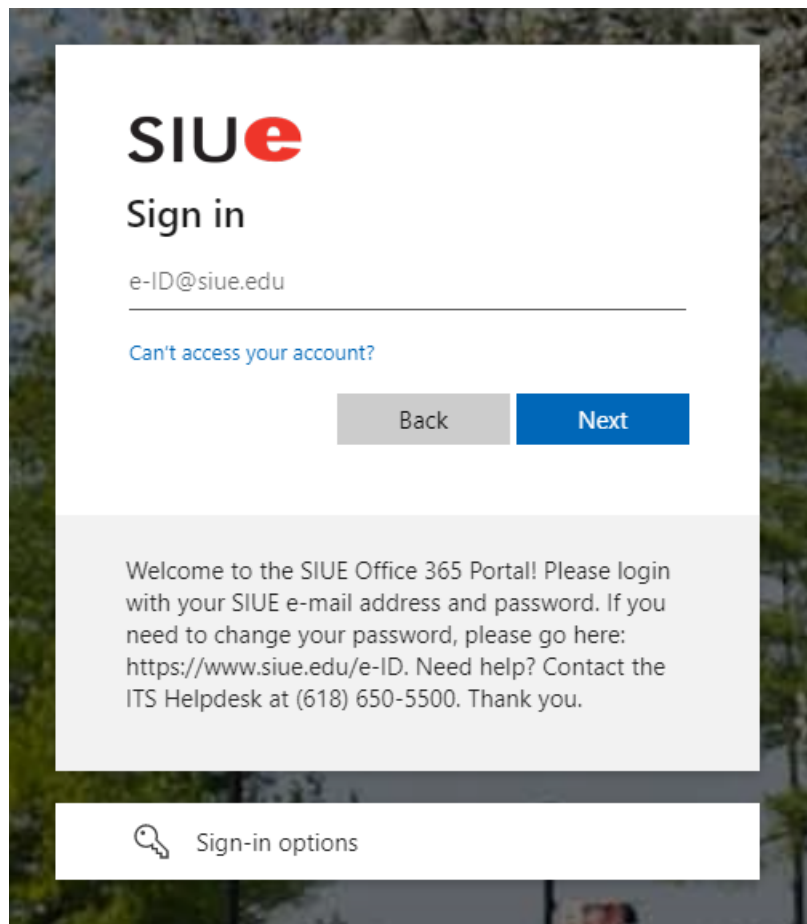 SIUe
Sign in
e-ID@siue.edu
Can't access your account?
Back
Next
Welcome to the SIUE Office 365 Portal! Please login
with your SIUE e-mail address and password. If you
need to change your password, please go here:
https://www.siue.edu/e-ID. Need help? Contact the
ITS Helpdesk at (618) 650-5500. Thank you.
Sign-in options